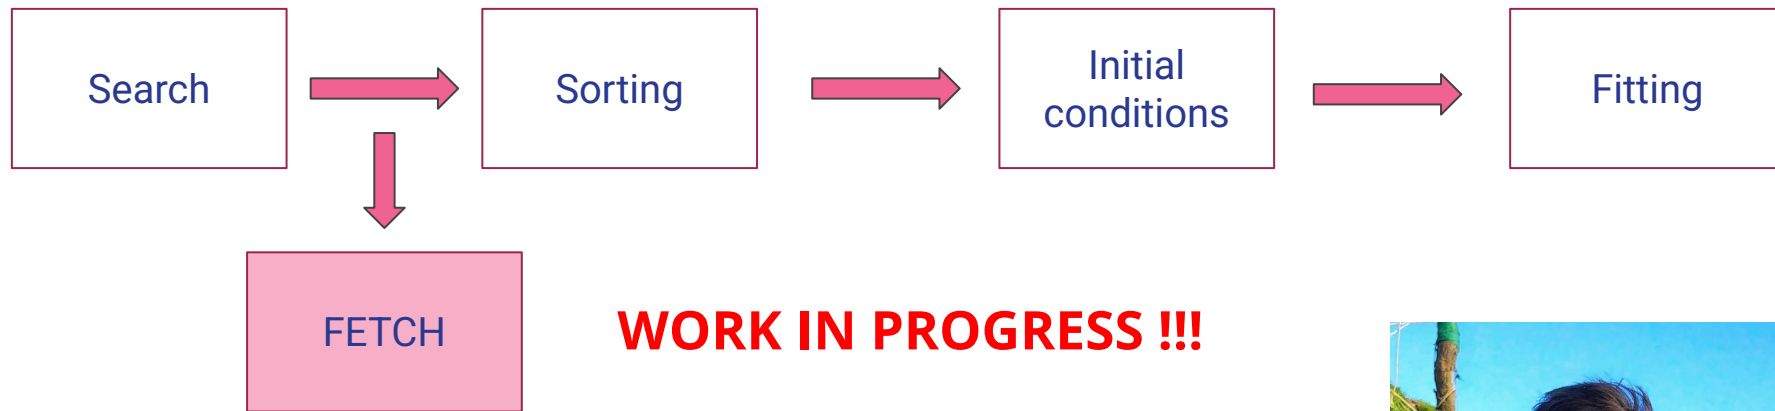 Search
Sorting
Initial
conditions
Fitting
FETCH
WORK IN PROGRESS !!!